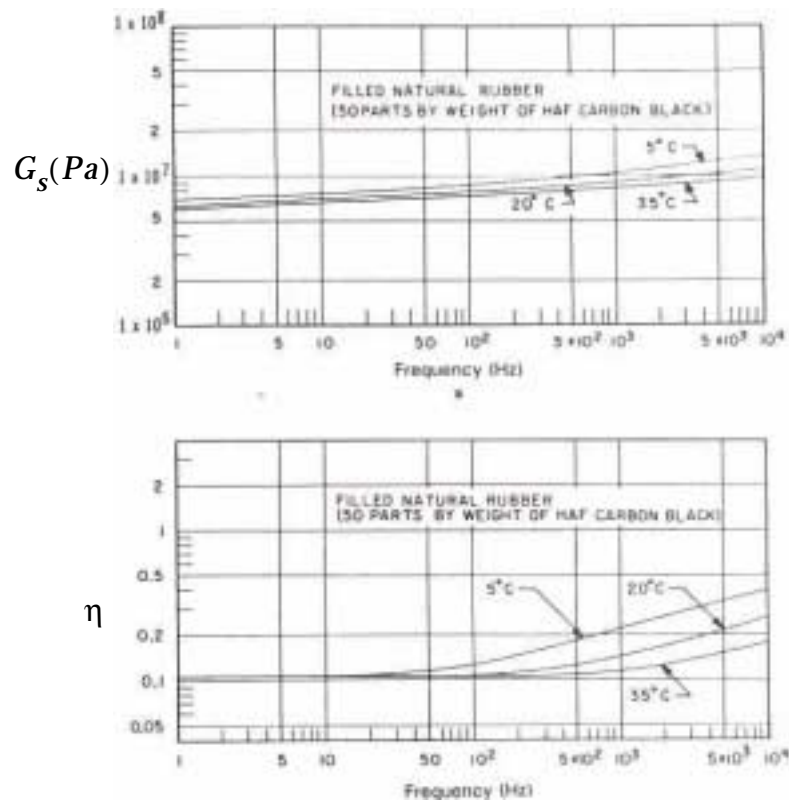 1 x 10⁸
5
FILLED NATURAL RUBBER
(50 PARTS BY WEIGHT OF HAF CARBON BLACK)
2
5°C
G_s(Pa)
1 x 10⁷
20°C
35°C
5
2
1 x 10⁶
1 5 10 50 10² 5×10² 10³ 5×10³ 10⁴
Frequency (Hz)
2
FILLED NATURAL RUBBER
(50 PARTS BY WEIGHT OF HAF CARBON BLACK)
1
0.5
5°C
20°C
η
0.2
0.1
35°C
0.05
1 5 10 50 10² 5×10² 10³ 5×10³ 10⁴
Frequency (Hz)